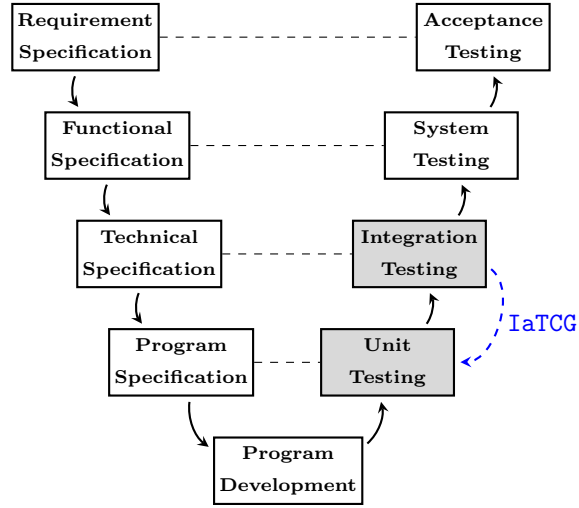 Requirement
Specification
Acceptance
Testing
Functional
Specification
System
Testing
Technical
Specification
Integration
Testing
IaTCG
Program
Specification
Unit
Testing
Program
Development